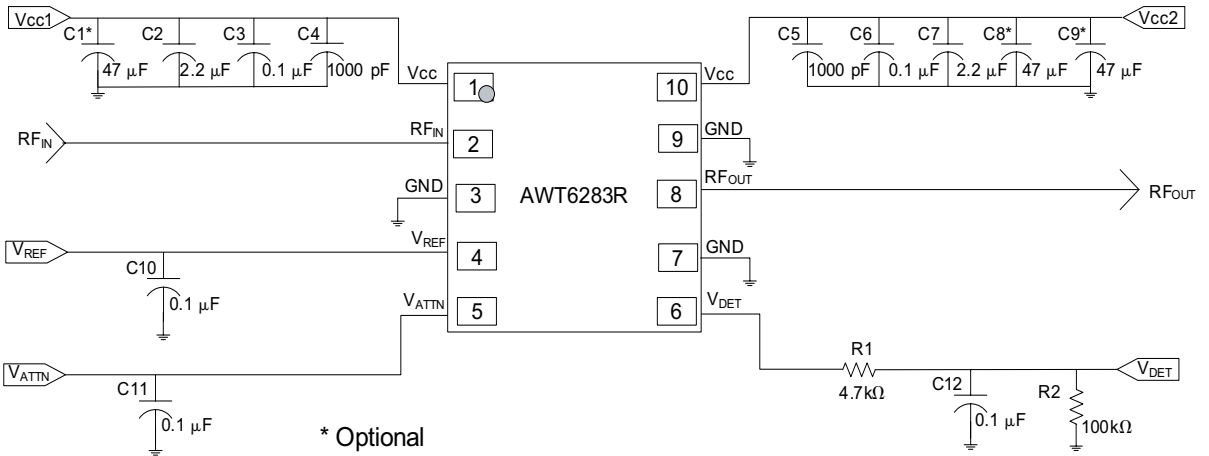 Vcc1
C1*
C2
C3
C4
47 μF
2.2 μF
0.1 μF
1000 pF
Vcc
1
10
Vcc
C5
C6
C7
C8*
C9*
1000 pF
0.1 μF
2.2 μF
47 μF
47 μF
Vcc2
RFIN
RFIN
2
9
GND
GND
3
AWT6283R
8
RFOUT
RFOUT
VREF
VREF
4
7
GND
C10
0.1 μF
VATTN
5
6
VDET
VATTN
C11
0.1 μF
R1
4.7kΩ
C12
0.1 μF
R2
100kΩ
VDET
* Optional